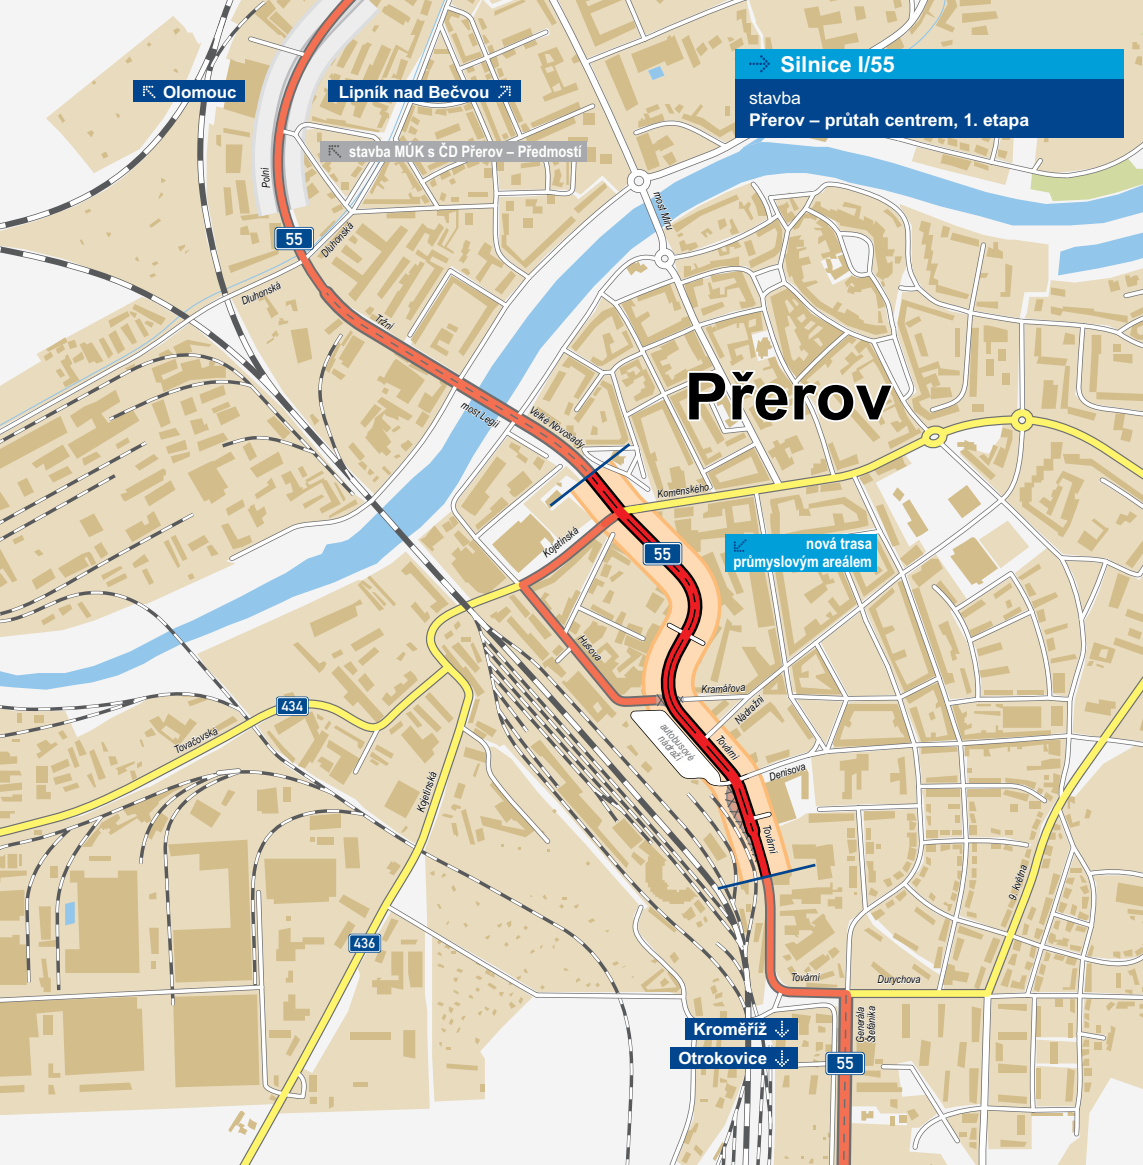 Silnice I/55
stavba
Přerov – průtah centrem, 1. etapa
Olomouc
Lipník nad Bečvou
stavba MÚK s ČD Přerov – Předmostí
Polní
most Míru
55
Dluhonská
Dluhonská
Tržní
Přerov
most Legií
Velké Novosady
Komenského
Kojetínská
55
nová trasa
průmyslovým areálem
Husova
Kramářova
Nádražní
434
Tovačovská
autobusové
nádraží
Tovární
Denisova
Kojetínská
Tovární
9. května
436
Tovární
Durychova
Generála
Štefánika
Kroměříž
Otrokovice
55